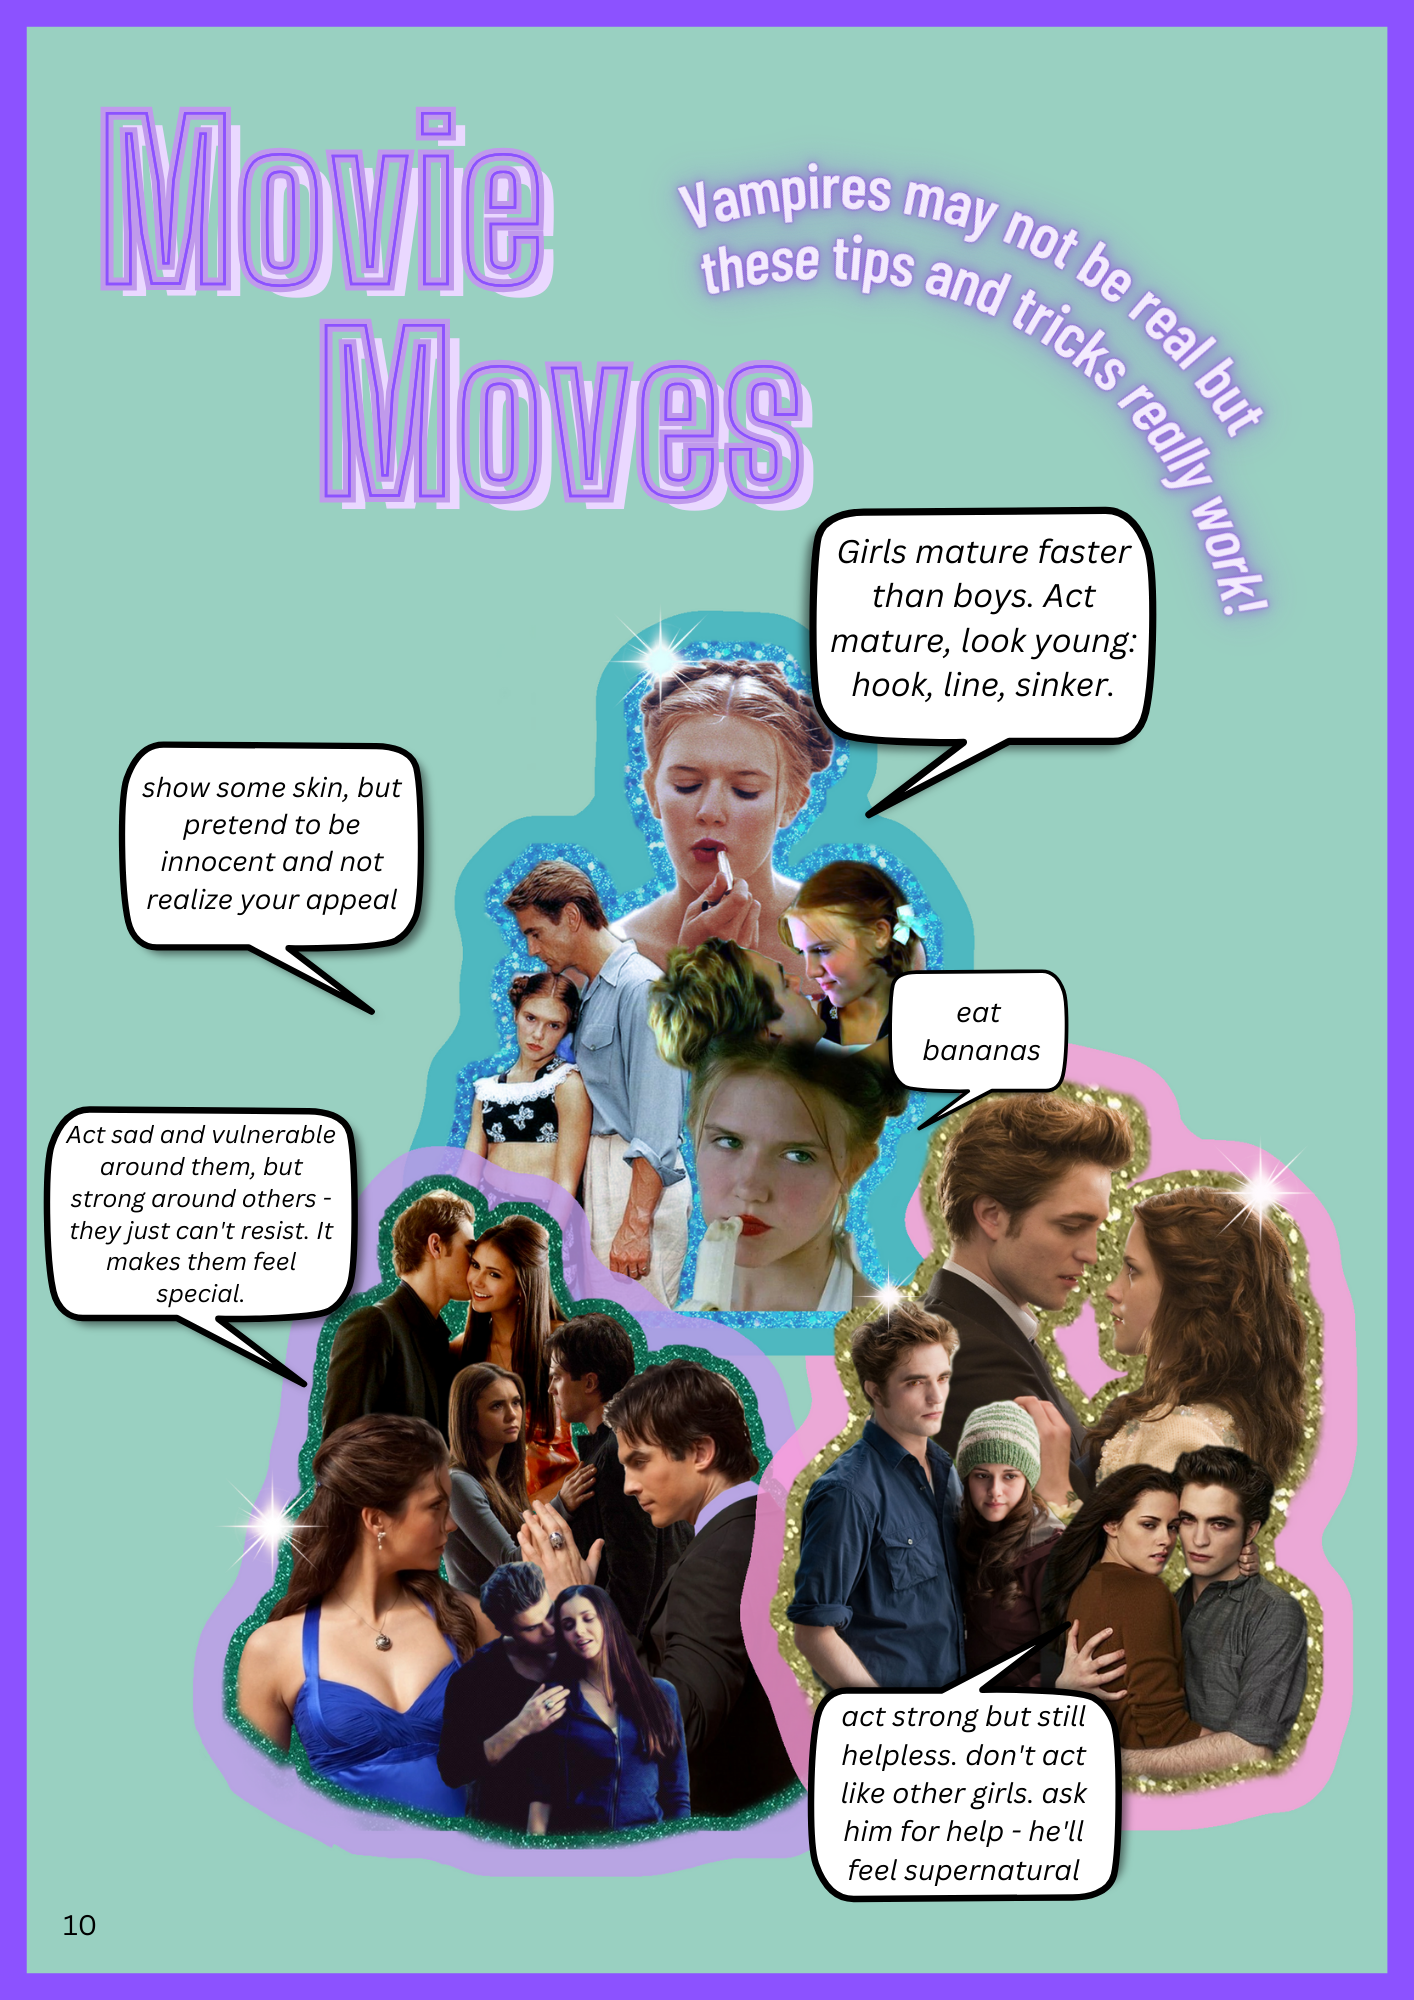 Movie
Moves
Vampires may not be real but
these tips and tricks really work!
Girls mature faster
than boys. Act
mature, look young:
hook, line, sinker.
show some skin, but
pretend to be
innocent and not
realize your appeal
eat
bananas
Act sad and vulnerable
around them, but
strong around others -
they just can't resist. It
makes them feel
special.
act strong but still
helpless. don't act
like other girls. ask
him for help - he'll
feel supernatural
10